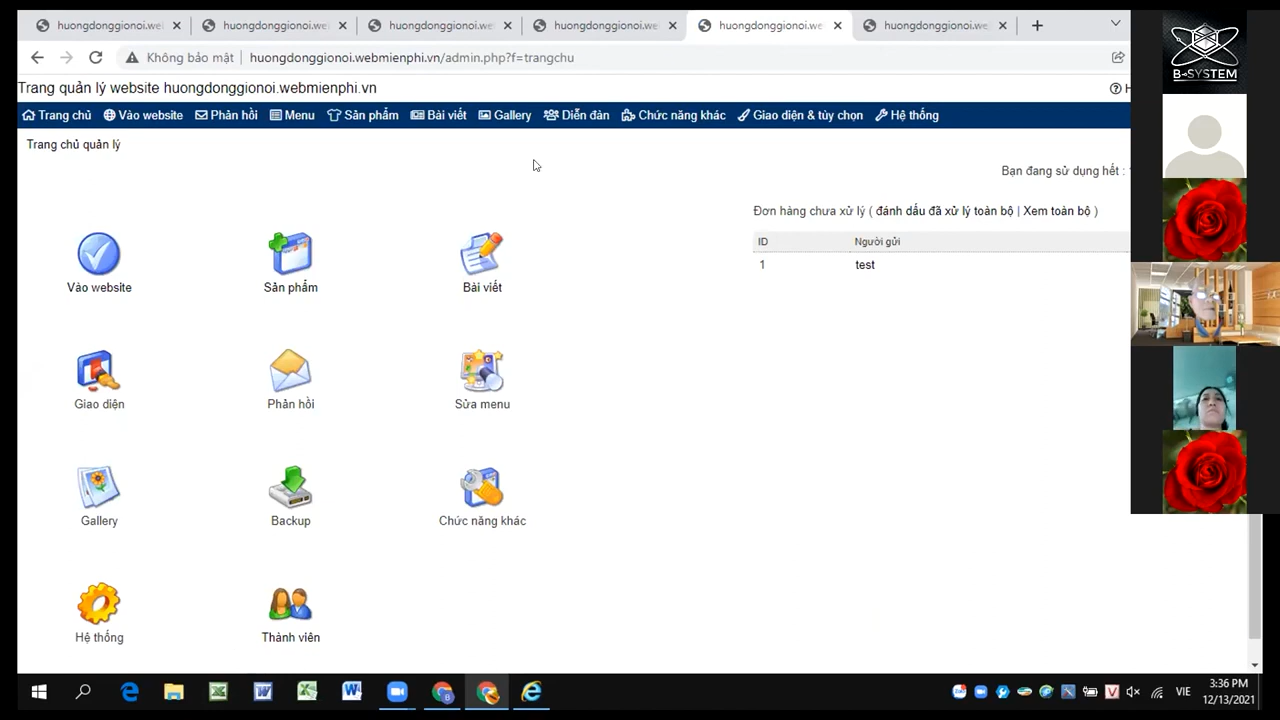 huongdonggionoi.we
huongdonggionoi.we
huongdonggionoi.we
huongdonggionoi.we
huongdonggionoi.we
huongdonggionoi.we
Không bảo mật
huongdonggionoi.webmienphi.vn/admin.php?f=trangchu
Trang quản lý website huongdonggionoi.webmienphi.vn
Trang chủ Vào website Phản hồi Menu Sản phẩm Bài viết Gallery Diễn đàn Chức năng khác Giao diện & tùy chọn Hệ thống
Trang chủ quản lý
Bạn đang sử dụng hết :
Đơn hàng chưa xử lý ( đánh dấu đã xử lý toàn bộ | Xem toàn bộ )
ID Người gửi
1 test
Vào website Sản phẩm Bài viết
Giao diện Phản hồi Sửa menu
Gallery Backup Chức năng khác
Hệ thống Thành viên
B-SYSTEM
VIE
3:36 PM
12/13/2021